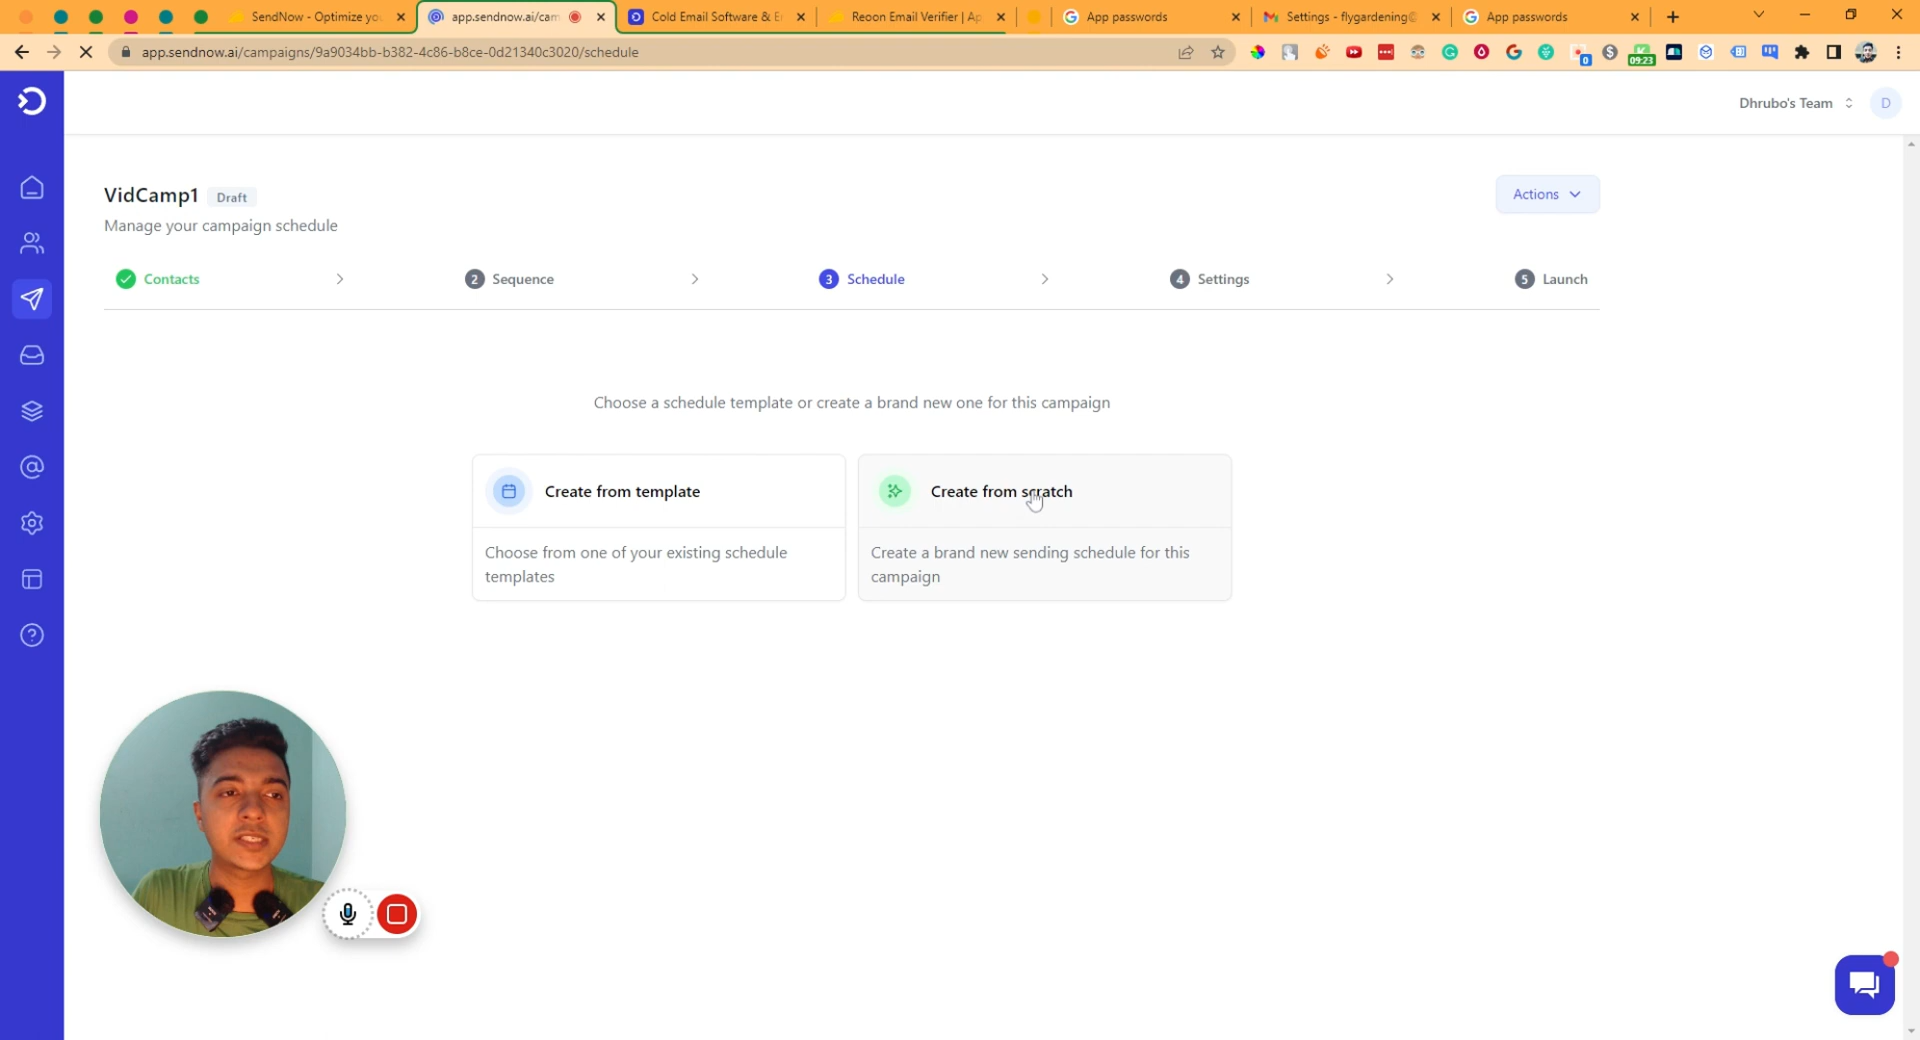 SendNow - Optimize yo
app.sendnow.ai/cam
Cold Email Software & E
Reoon Email Verifier | Ap
App passwords
Settings - flygardening@
App passwords
app.sendnow.ai/campaigns/9a9034bb-b382-4c86-b8ce-0d21340c3020/schedule
0
09:23
Dhrubo's Team
D
VidCamp1
Draft
Actions
Manage your campaign schedule
Contacts
2 Sequence
3 Schedule
4 Settings
5 Launch
Choose a schedule template or create a brand new one for this campaign
Create from template
Create from scratch
Choose from one of your existing schedule
templates
Create a brand new sending schedule for this
campaign